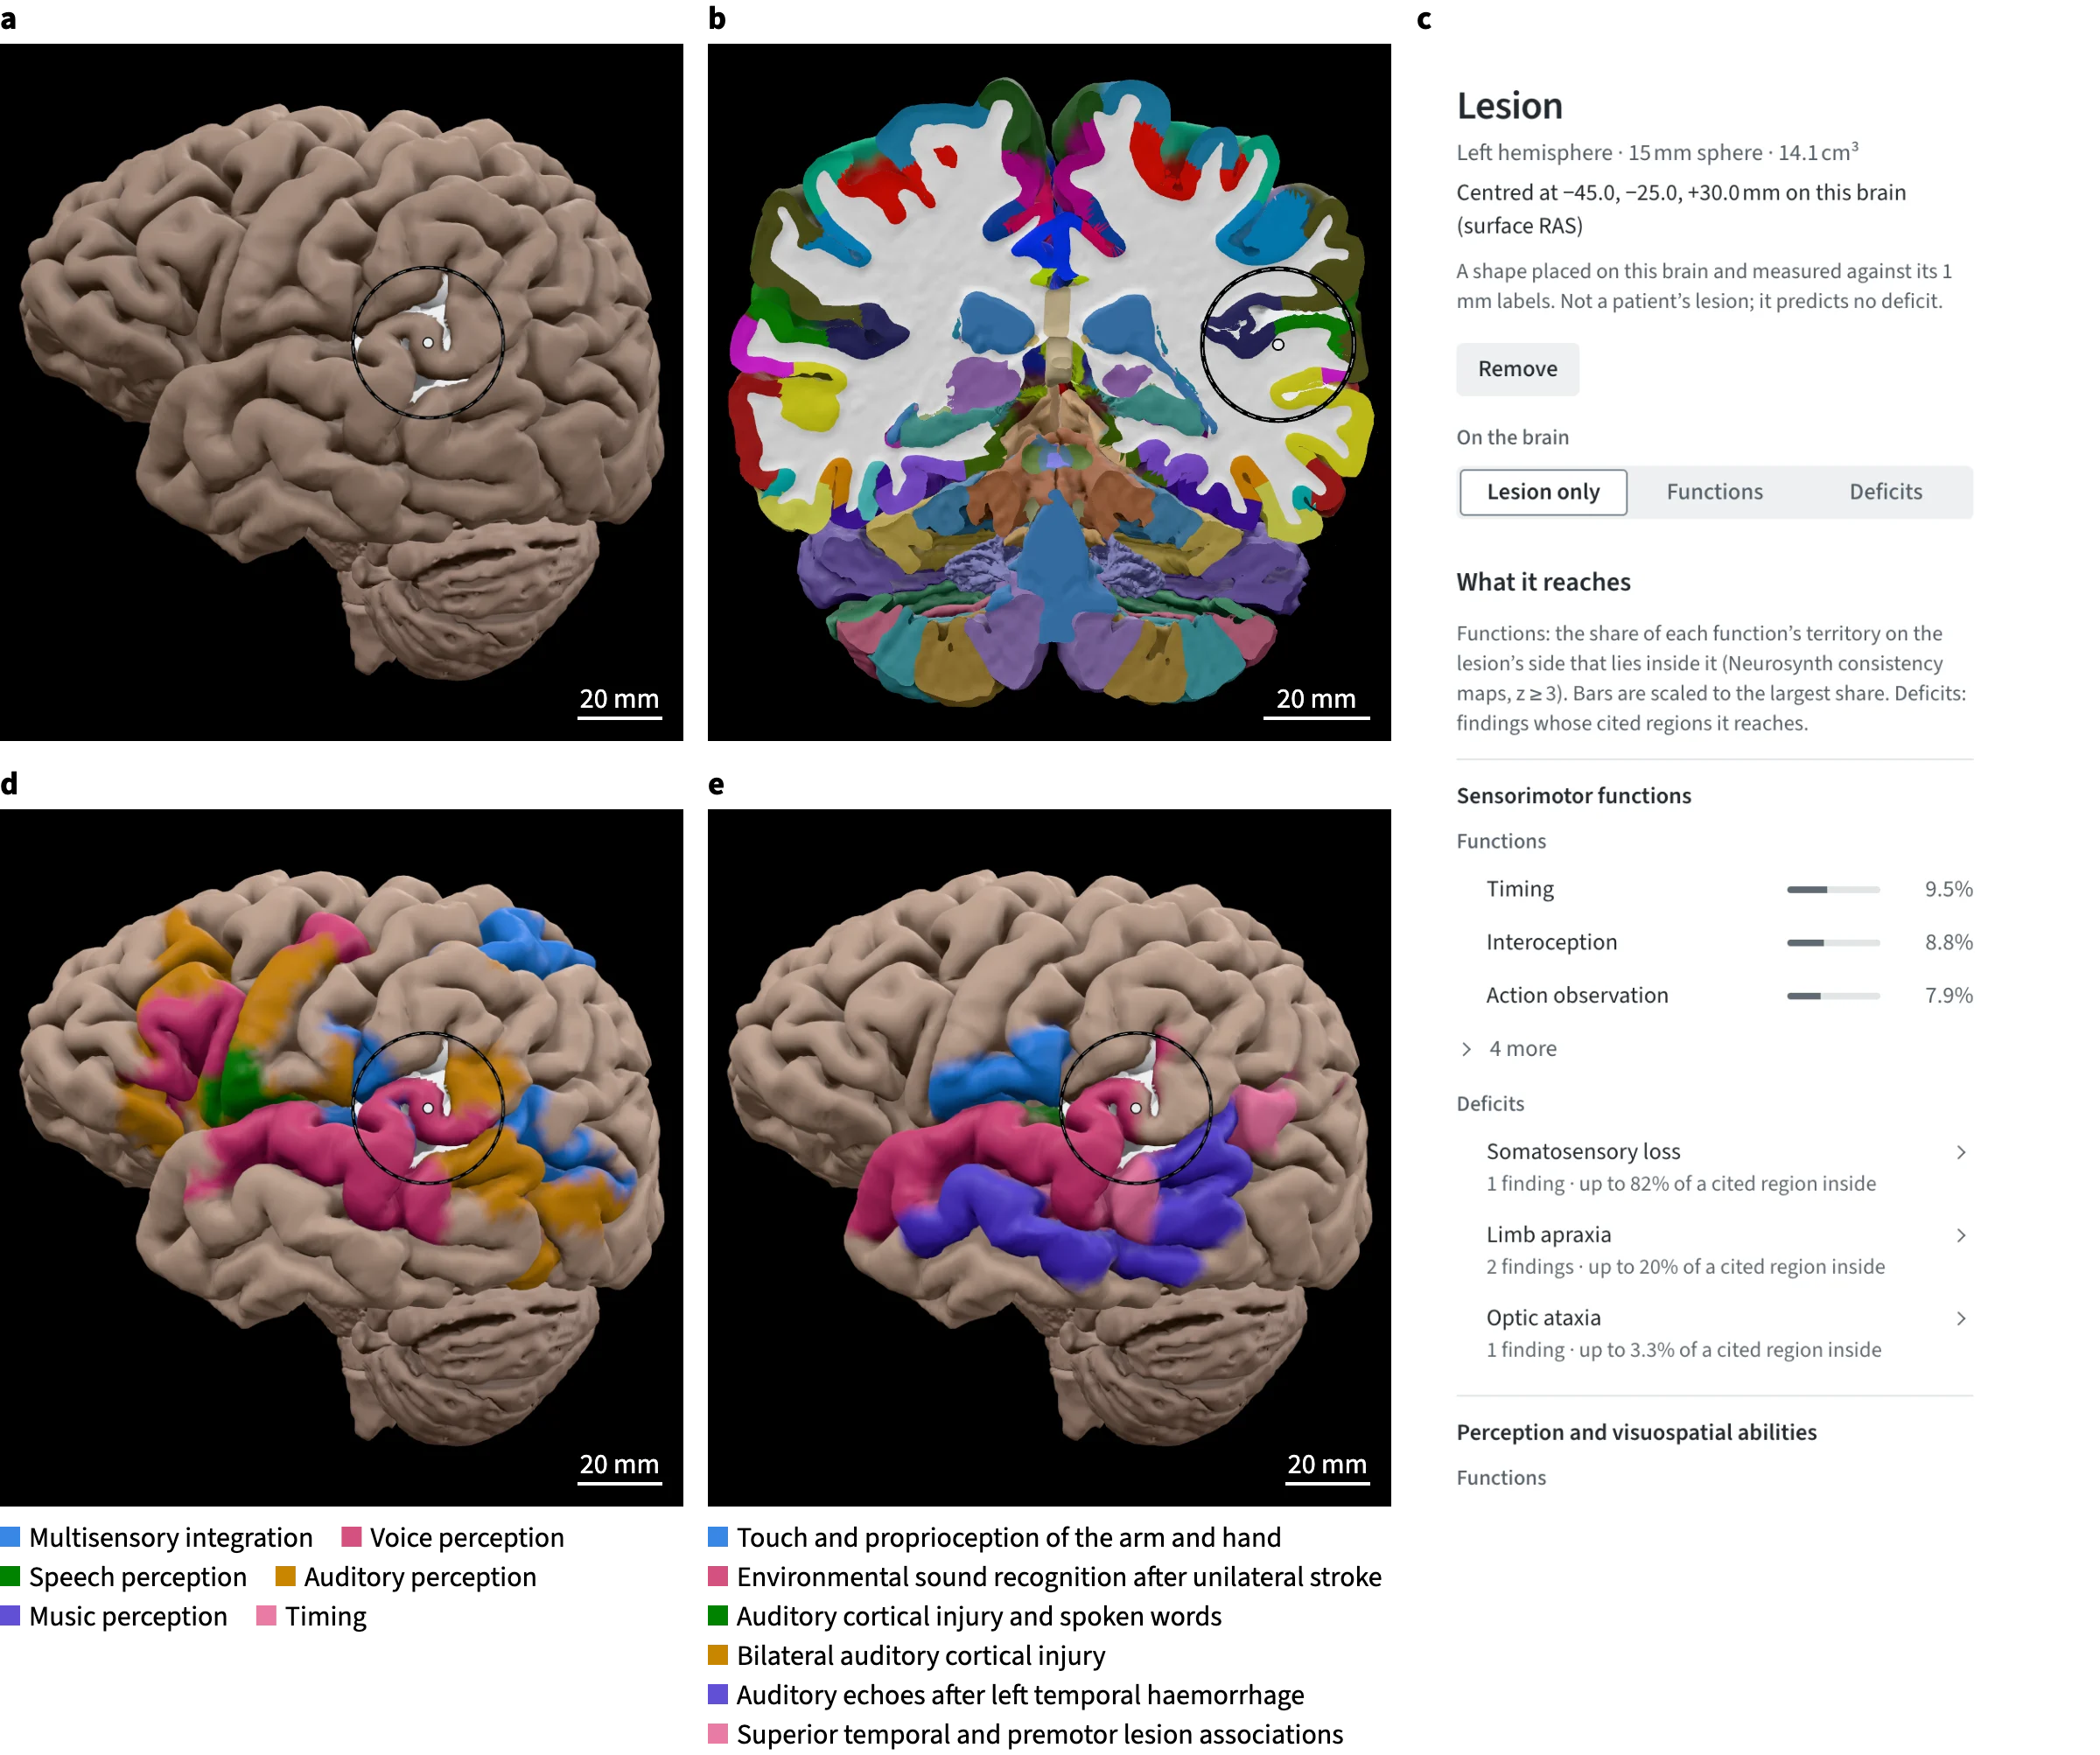 a
20 mm
b
20 mm
c
Lesion
Left hemisphere · 15 mm sphere · 14.1 cm³
Centred at −45.0, −25.0, +30.0 mm on this brain
(surface RAS)
A shape placed on this brain and measured against its 1
mm labels. Not a patient’s lesion; it predicts no deficit.
Remove
On the brain
Lesion only Functions Deficits
What it reaches
Functions: the share of each function’s territory on the
lesion’s side that lies inside it (Neurosynth consistency
maps, z ≥ 3). Bars are scaled to the largest share. Deficits:
findings whose cited regions it reaches.
Sensorimotor functions
Functions
Timing 9.5%
Interoception 8.8%
Action observation 7.9%
4 more
Deficits
Somatosensory loss
1 finding · up to 82% of a cited region inside
Limb apraxia
2 findings · up to 20% of a cited region inside
Optic ataxia
1 finding · up to 3.3% of a cited region inside
Perception and visuospatial abilities
Functions
d
20 mm
Multisensory integration Voice perception
Speech perception Auditory perception
Music perception Timing
e
20 mm
Touch and proprioception of the arm and hand
Environmental sound recognition after unilateral stroke
Auditory cortical injury and spoken words
Bilateral auditory cortical injury
Auditory echoes after left temporal haemorrhage
Superior temporal and premotor lesion associations